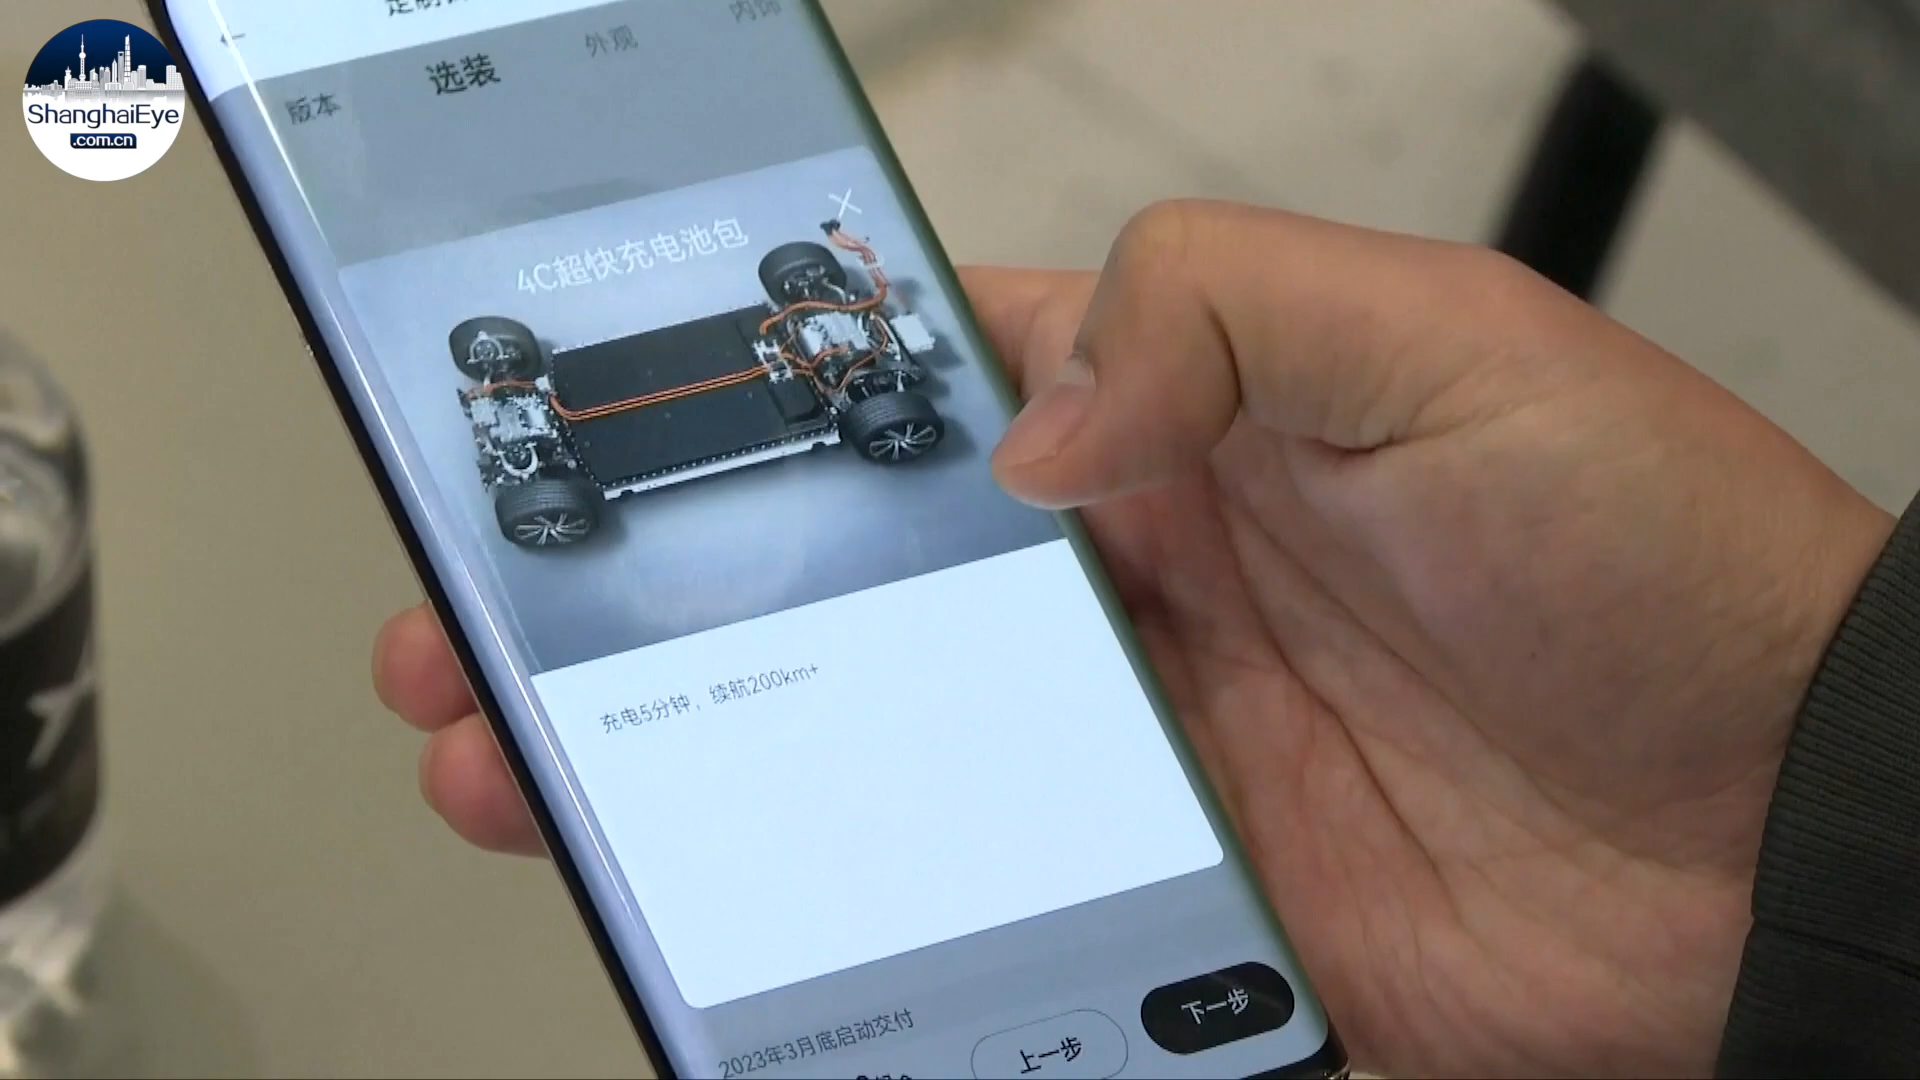 ShanghaiEye
.com.cn
版本
选装
外观
内饰
4C超快充电池包
充电5分钟，续航200km+
2023年3月底启动交付
上一步
下一步